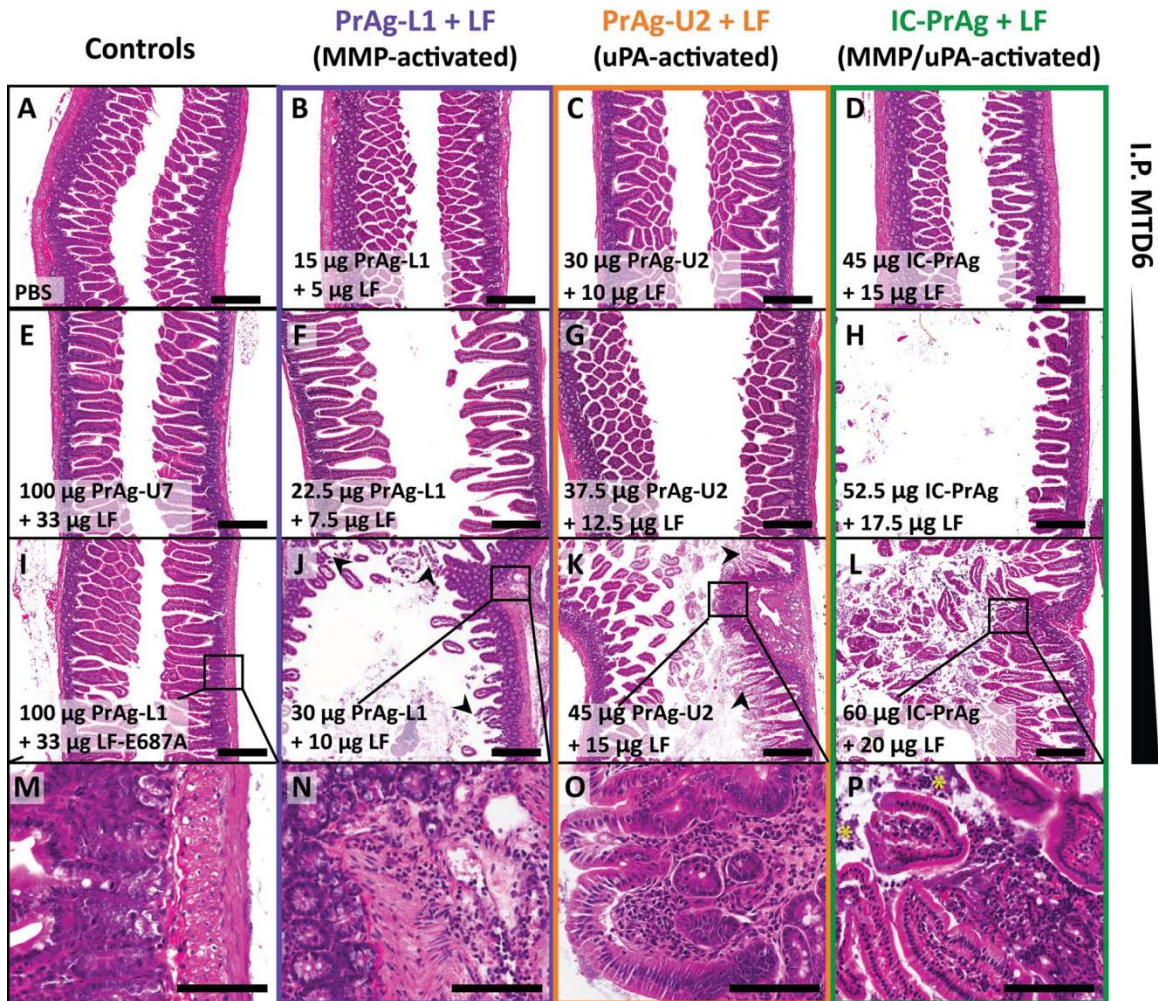 Controls
PrAg-L1 + LF
(MMP-activated)
PrAg-U2 + LF
(uPA-activated)
IC-PrAg + LF
(MMP/uPA-activated)
A
PBS
B
15 µg PrAg-L1
+ 5 µg LF
C
30 µg PrAg-U2
+ 10 µg LF
D
45 µg IC-PrAg
+ 15 µg LF
I.P. MTD6
E
100 µg PrAg-U7
+ 33 µg LF
F
22.5 µg PrAg-L1
+ 7.5 µg LF
G
37.5 µg PrAg-U2
+ 12.5 µg LF
H
52.5 µg IC-PrAg
+ 17.5 µg LF
I
100 µg PrAg-L1
+ 33 µg LF-E687A
J
30 µg PrAg-L1
+ 10 µg LF
K
45 µg PrAg-U2
+ 15 µg LF
L
60 µg IC-PrAg
+ 20 µg LF
M
N
O
P
*
*